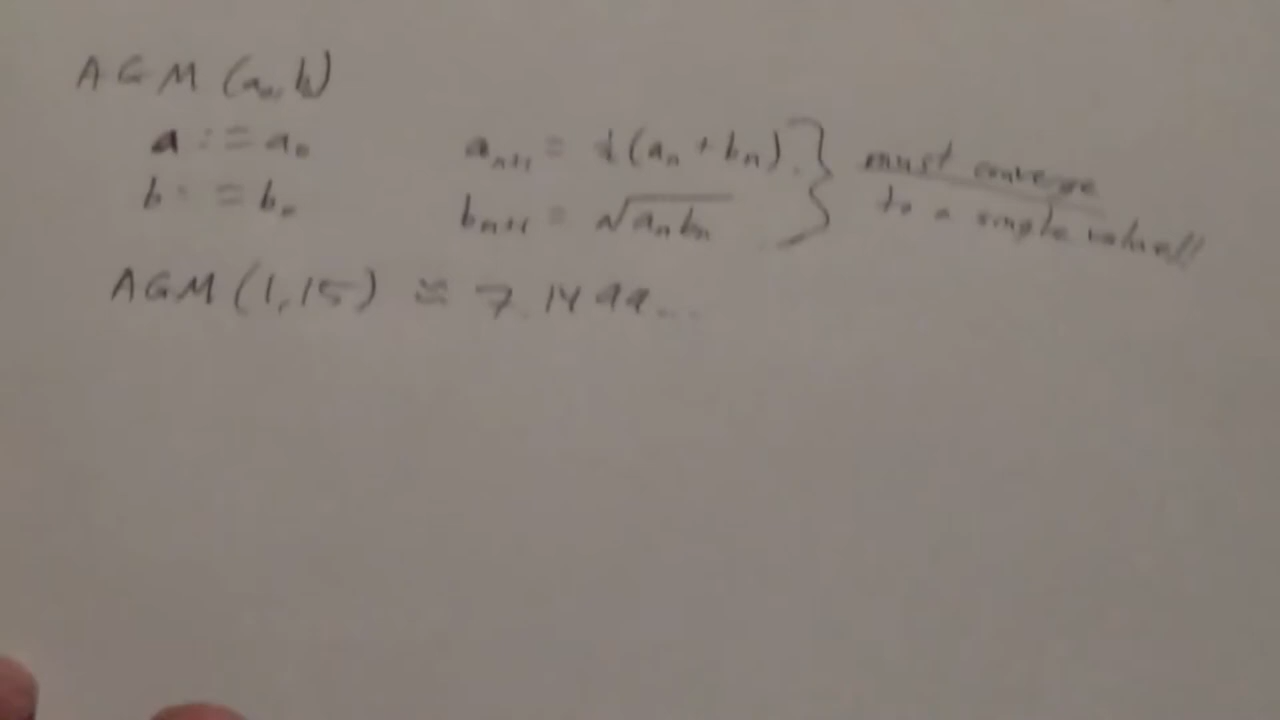 AGM (a₀, b)
a := a₀
b := b₀
aₙ₊₁ = ½(aₙ + bₙ)
bₙ₊₁ = √aₙbₙ
must converge
to a single value!!
AGM (1,15) ≈ 7.1499...